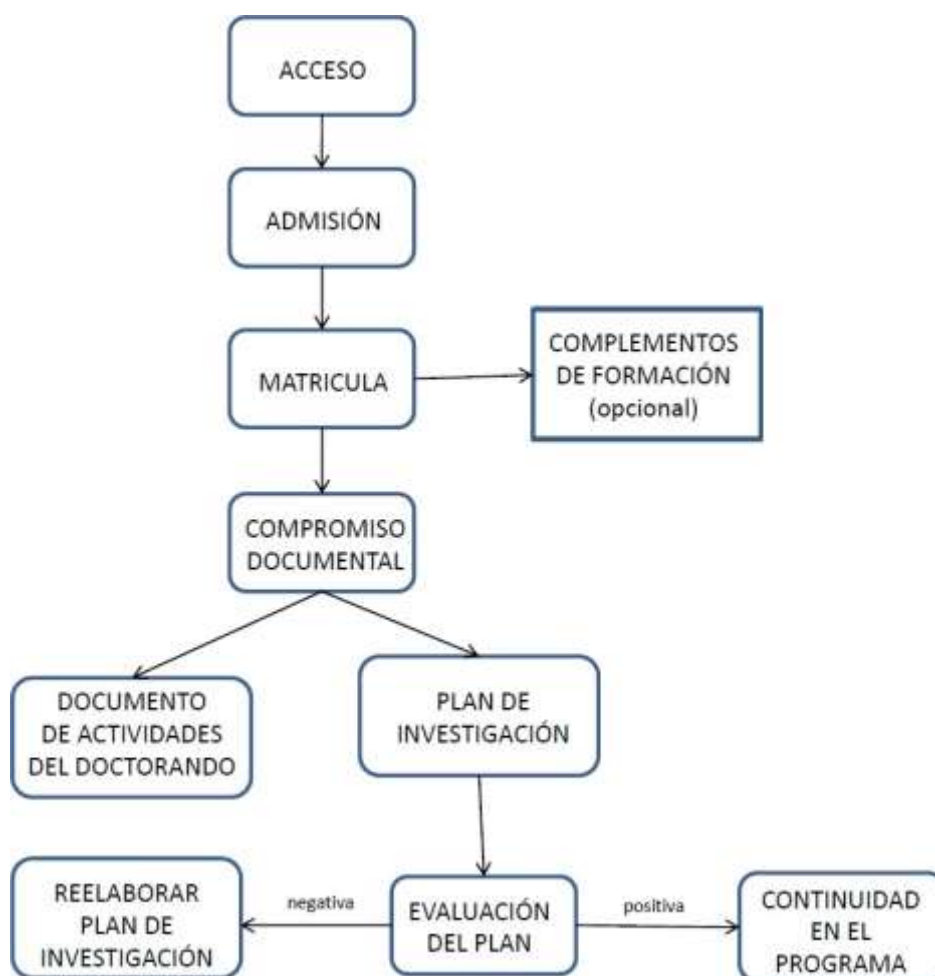 ACCESO
ADMISIÓN
MATRICULA
COMPLEMENTOS
DE FORMACIÓN
(opcional)
COMPROMISO
DOCUMENTAL
DOCUMENTO
DE ACTIVIDADES
DEL DOCTORANDO
PLAN DE
INVESTIGACIÓN
REELABORAR
PLAN DE
INVESTIGACIÓN
negativa
EVALUACIÓN
DEL PLAN
positiva
CONTINUIDAD
EN EL
PROGRAMA